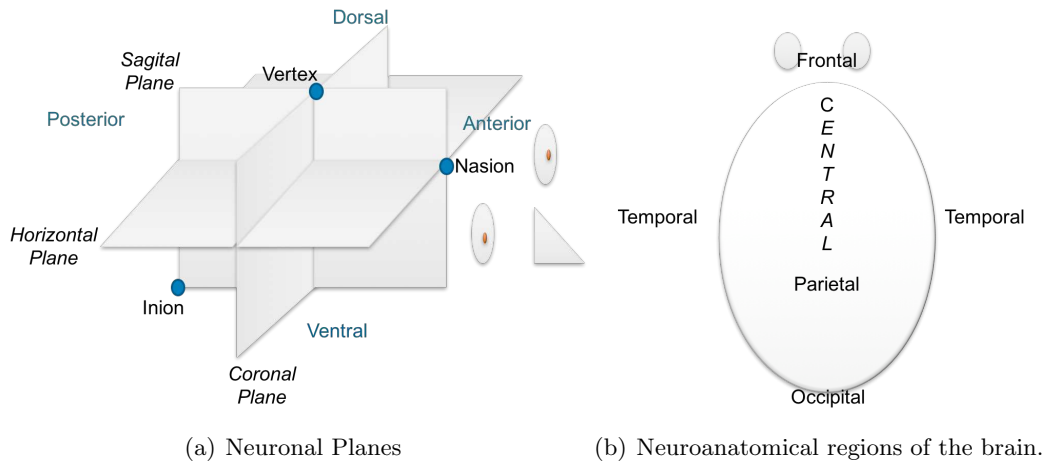 Dorsal
Sagital
Plane
Vertex
Posterior
Anterior
Nasion
Horizontal
Plane
Inion
Ventral
Coronal
Plane
(a) Neuronal Planes
Frontal
C
E
N
T
R
A
L
Temporal
Temporal
Parietal
Occipital
(b) Neuroanatomical regions of the brain.